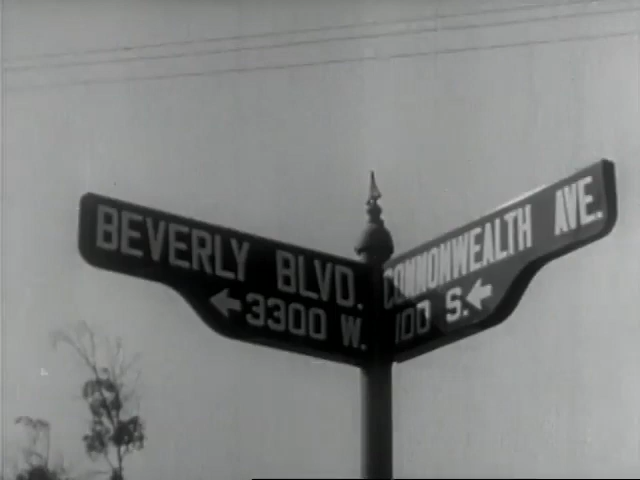 BEVERLY BLVD.
← 3300 W.
COMMONWEALTH AVE.
100 S. ←